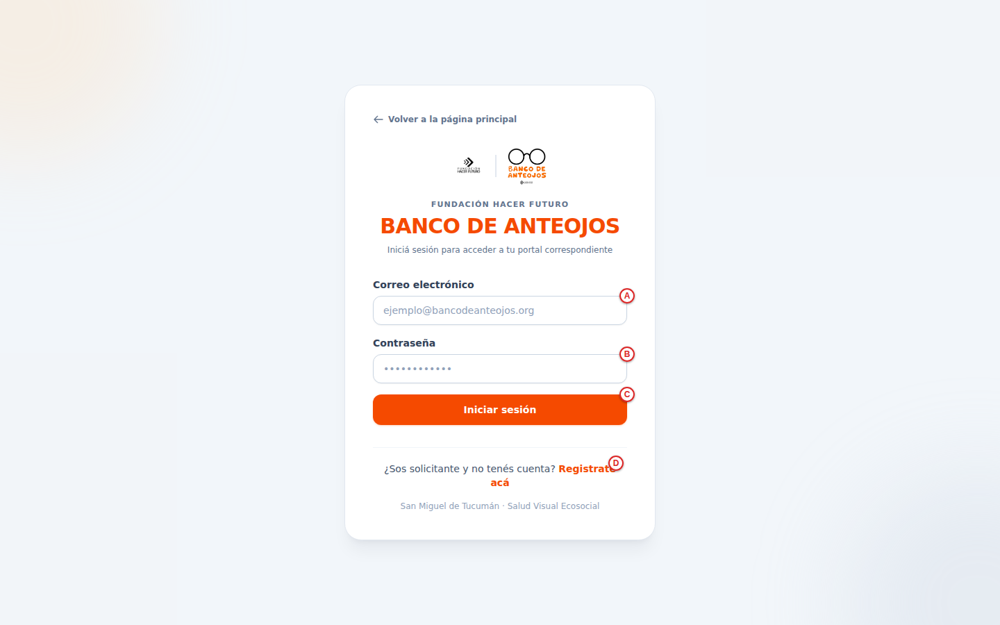 Volver a la página principal
FUNDACIÓN
HACER FUTURO
BANCO DE
ANTEOJOS
FUNDACIÓN HACER FUTURO
BANCO DE ANTEOJOS
Iniciá sesión para acceder a tu portal correspondiente
Correo electrónico
A
ejemplo@bancodeanteojos.org
Contraseña
B
••••••••••••
C
Iniciar sesión
D
¿Sos solicitante y no tenés cuenta? Registrate
acá
San Miguel de Tucumán · Salud Visual Ecosocial